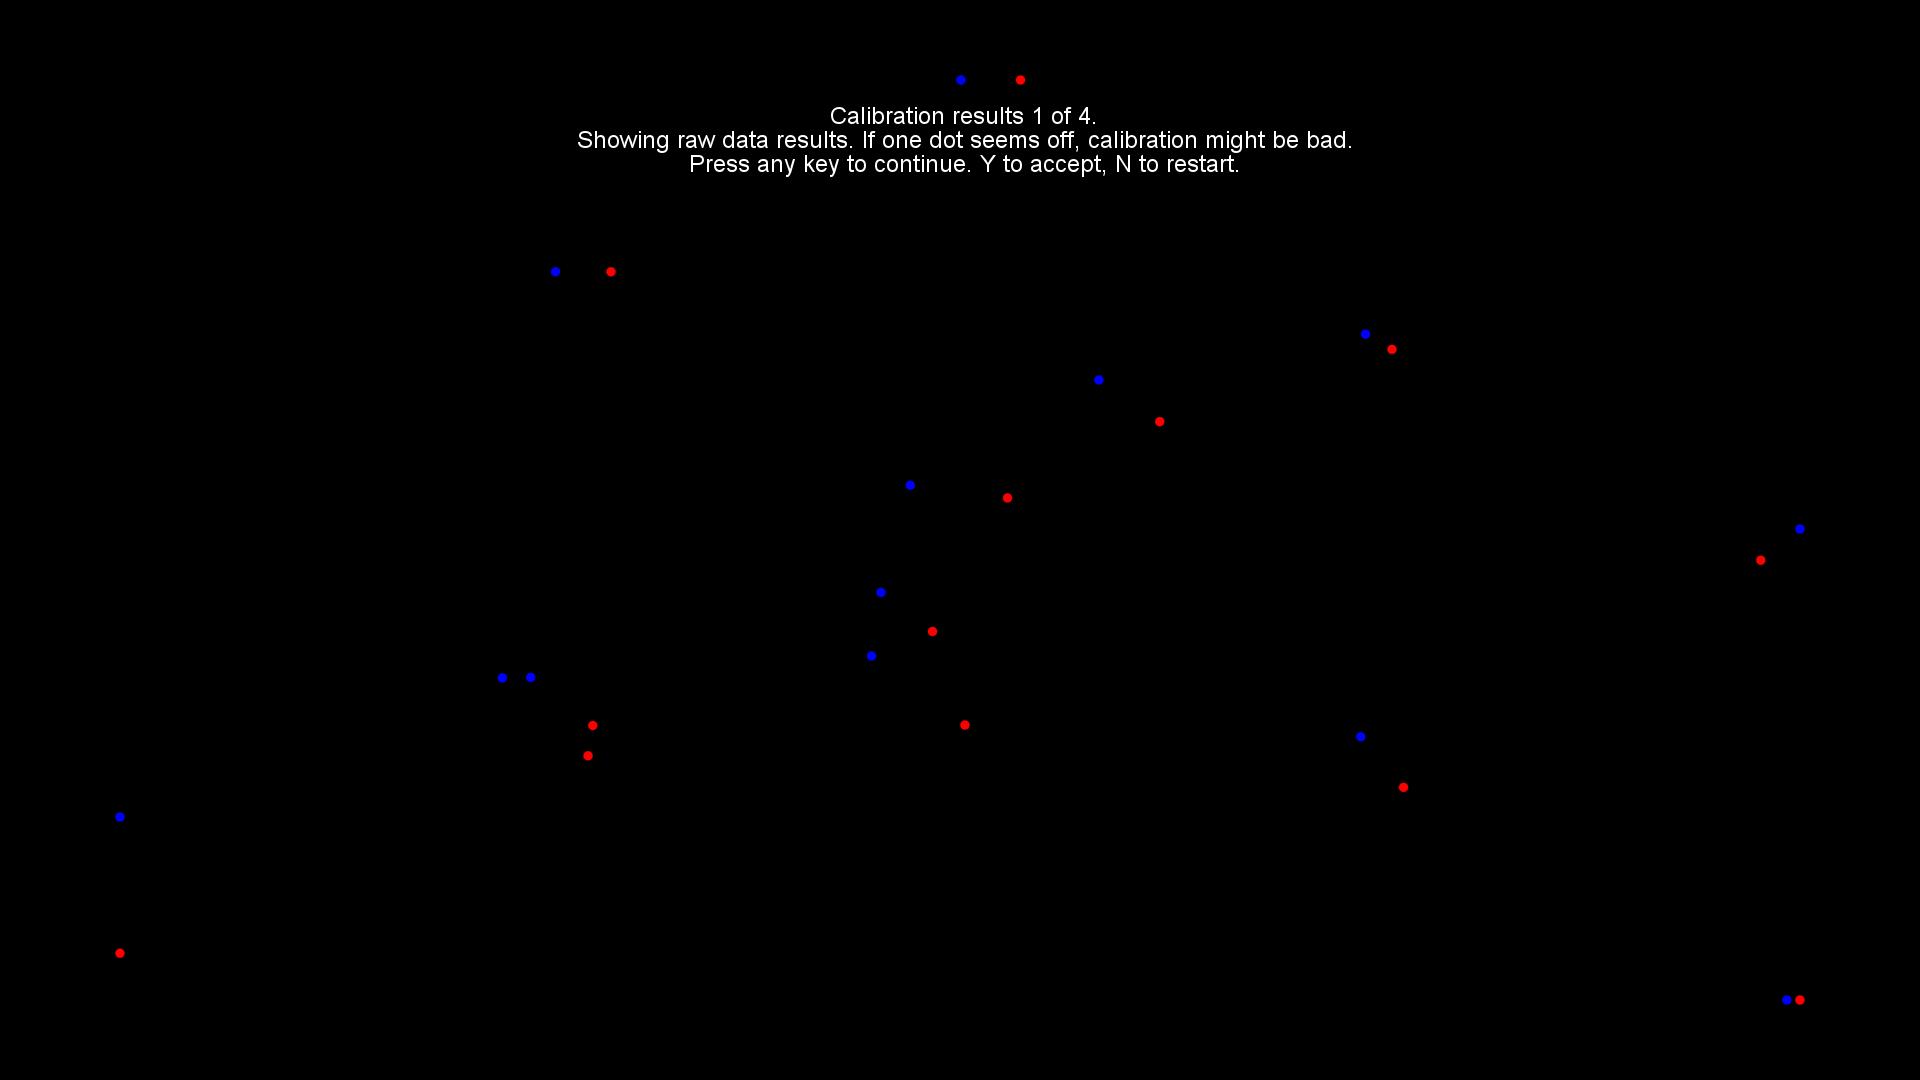 Calibration results 1 of 4.
Showing raw data results. If one dot seems off, calibration might be bad.
Press any key to continue. Y to accept, N to restart.